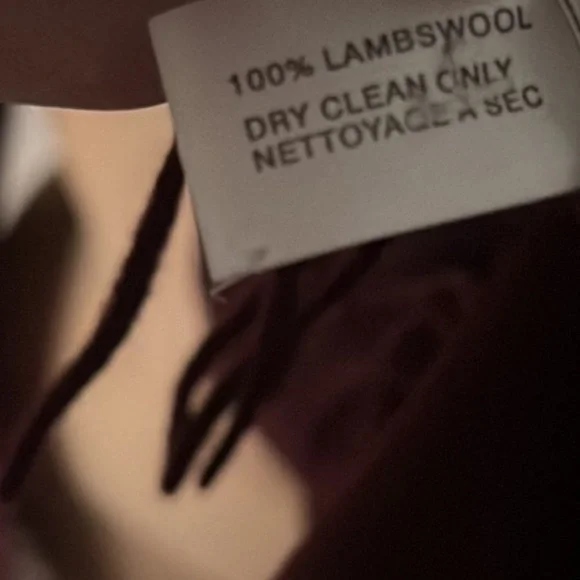 100% LAMBSWOOL
DRY CLEAN ONLY
NETTOYAGE A SEC